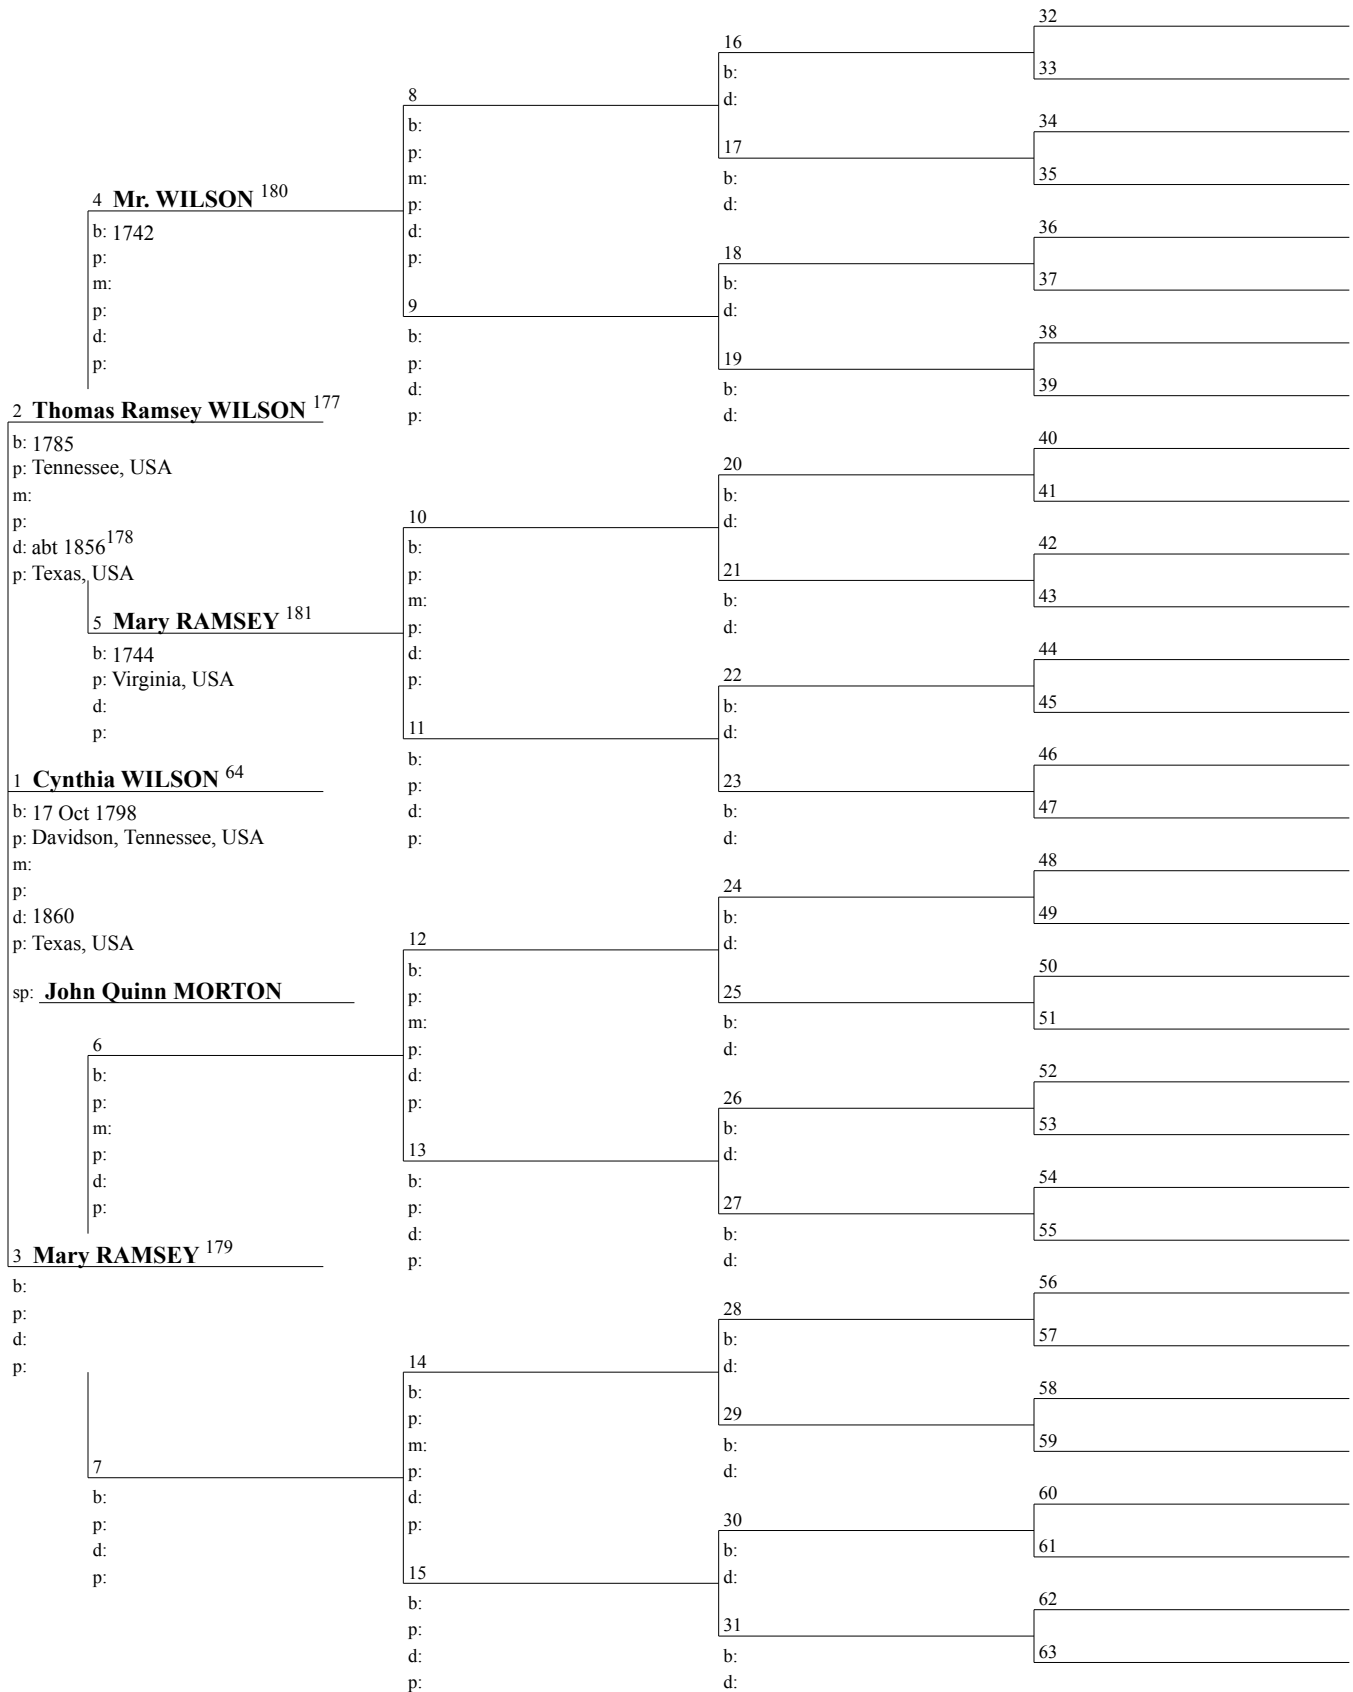 4 Mr. WILSON 180
b: 1742
p:
m:
p:
d:
p:
2 Thomas Ramsey WILSON 177
b: 1785
p: Tennessee, USA
m:
p:
d: abt 1856 178
p: Texas, USA
5 Mary RAMSEY 181
b: 1744
p: Virginia, USA
d:
p:
1 Cynthia WILSON 64
b: 17 Oct 1798
p: Davidson, Tennessee, USA
m:
p:
d: 1860
p: Texas, USA
sp: John Quinn MORTON
6
b:
p:
m:
p:
d:
p:
3 Mary RAMSEY 179
b:
p:
d:
p:
7
b:
p:
d:
p:
8
b:
p:
m:
p:
d:
p:
9
b:
p:
d:
p:
10
b:
p:
m:
p:
d:
p:
11
b:
p:
d:
p:
12
b:
p:
m:
p:
d:
p:
13
b:
p:
d:
p:
14
b:
p:
m:
p:
d:
p:
15
b:
p:
d:
p:
16
b:
d:
17
b:
d:
18
b:
d:
19
b:
d:
20
b:
d:
21
b:
d:
22
b:
d:
23
b:
d:
24
b:
d:
25
b:
d:
26
b:
d:
27
b:
d:
28
b:
d:
29
b:
d:
30
b:
d:
31
b:
d:
32
33
34
35
36
37
38
39
40
41
42
43
44
45
46
47
48
49
50
51
52
53
54
55
56
57
58
59
60
61
62
63